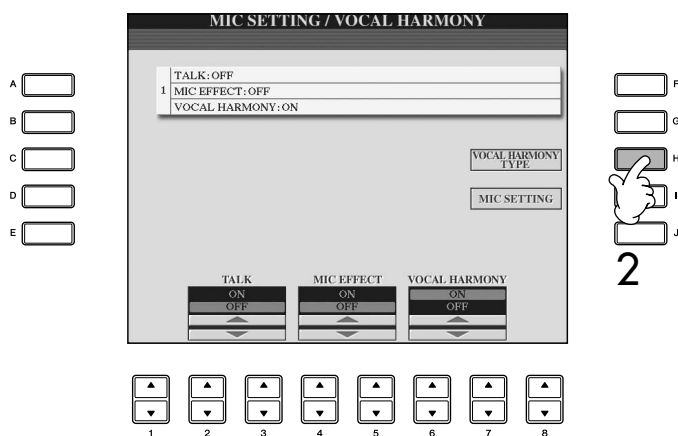 MIC SETTING / VOCAL HARMONY
TALK:OFF
1 MIC EFFECT:OFF
VOCAL HARMONY:ON
A
B
C
D
E
F
G
H
I
J
VOCAL HARMONY
TYPE
MIC SETTING
2
TALK MIC EFFECT VOCAL HARMONY
ON ON ON
OFF OFF OFF
1 2 3 4 5 6 7 8